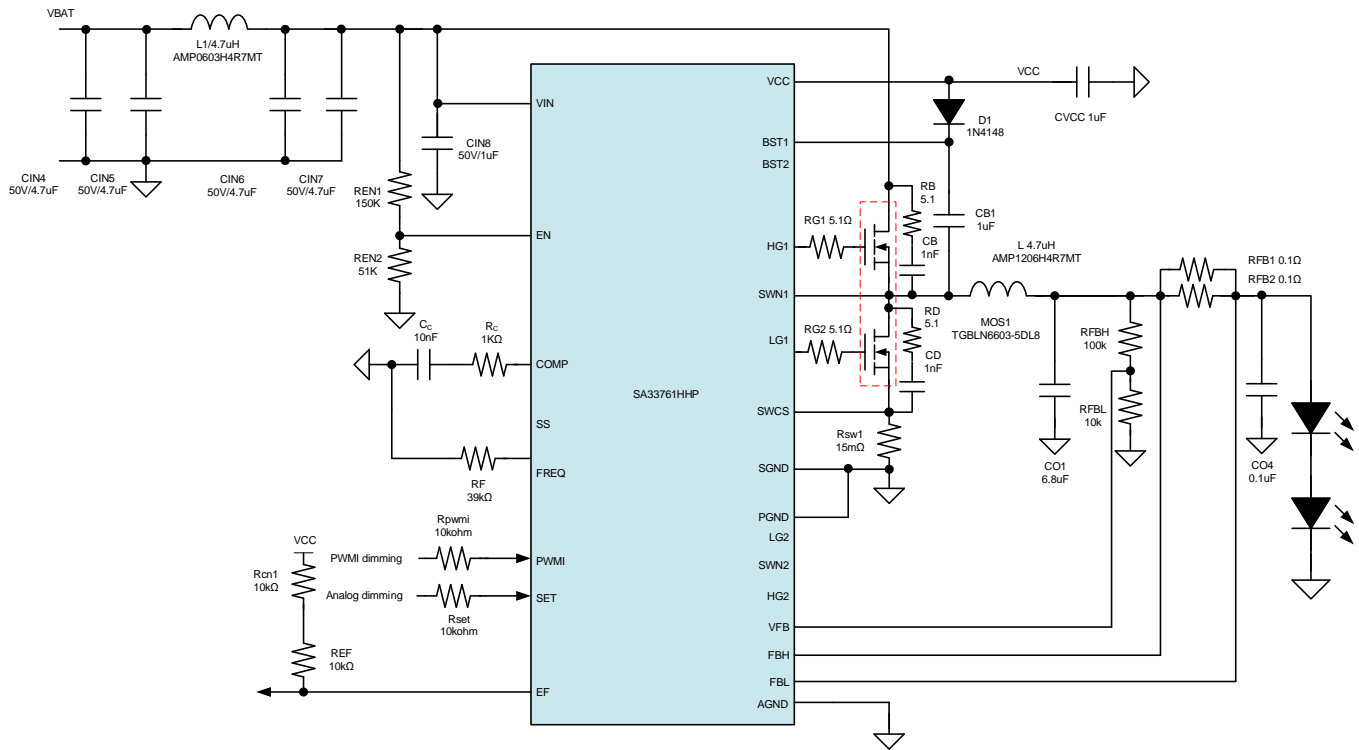 VBAT
L1/4.7uH
AMP0603H4R7MT
CIN4
50V/4.7uF
CIN5
50V/4.7uF
CIN6
50V/4.7uF
CIN7
50V/4.7uF
CIN8
50V/1uF
REN1
150K
REN2
51K
CC
10nF
RC
1KΩ
RF
39kΩ
Rpwmi
10kohm
PWMI dimming
Analog dimming
Rset
10kohm
VCC
Rcn1
10kΩ
REF
10kΩ
VIN
EN
COMP
SS
FREQ
PWMI
SET
EF
SA33761HHP
VCC
BST1
BST2
HG1
SWN1
LG1
SWCS
SGND
PGND
LG2
SWN2
HG2
VFB
FBH
FBL
AGND
VCC
CVCC 1uF
D1
1N4148
RB
5.1
CB1
1uF
RG1 5.1Ω
CB
1nF
L 4.7uH
AMP1206H4R7MT
RFB1 0.1Ω
RFB2 0.1Ω
RD
5.1
MOS1
TGBLN6603-5DL8
RG2 5.1Ω
CD
1nF
RFBH
100k
RFBL
10k
Rsw1
15mΩ
CO1
6.8uF
CO4
0.1uF